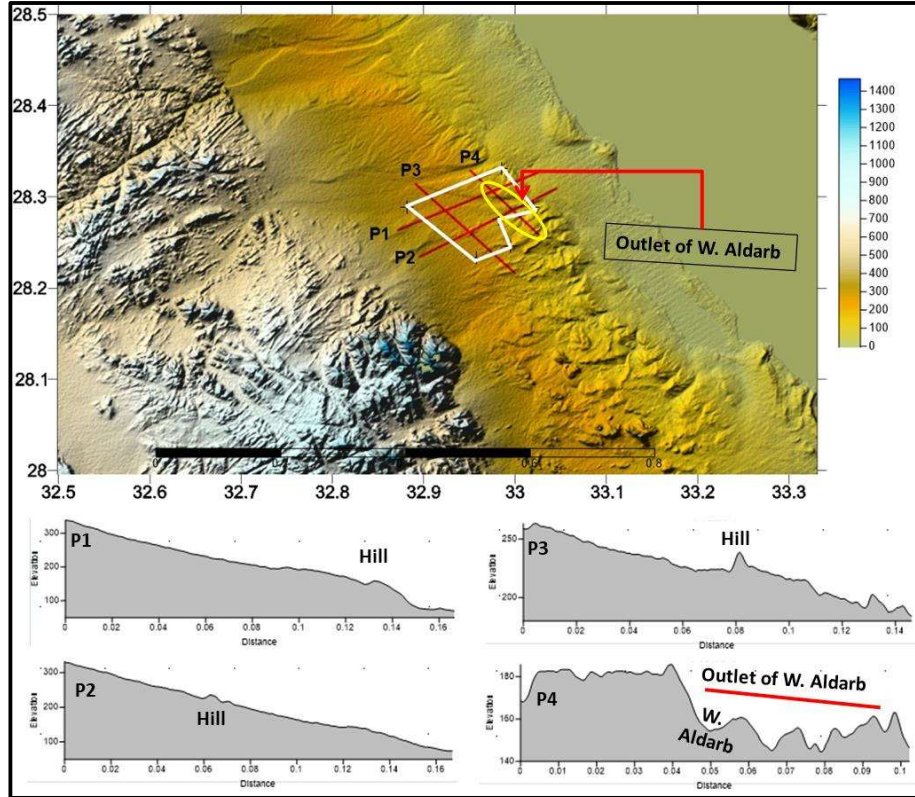 28.5
28.4
28.3
28.2
28.1
28
32.5 32.6 32.7 32.8 32.9 33 33.1 33.2 33.3
P3
P4
P1
P2
Outlet of W. Aldarb
0.8
1400
1300
1200
1100
1000
900
800
700
600
500
400
300
200
100
0
P1
Hill
Elevation
300
200
100
0 0.02 0.04 0.06 0.08 0.1 0.12 0.14 0.16
Distance
P3
Hill
Elevation
250
200
0 0.02 0.04 0.06 0.08 0.1 0.12 0.14
Distance
P2
Hill
Elevation
300
200
100
0 0.02 0.04 0.06 0.08 0.1 0.12 0.14 0.16
Distance
P4
Outlet of W. Aldarb
W.
Aldarb
Elevation
180
160
140
0 0.01 0.02 0.03 0.04 0.05 0.06 0.07 0.08 0.09 0.1
Distance